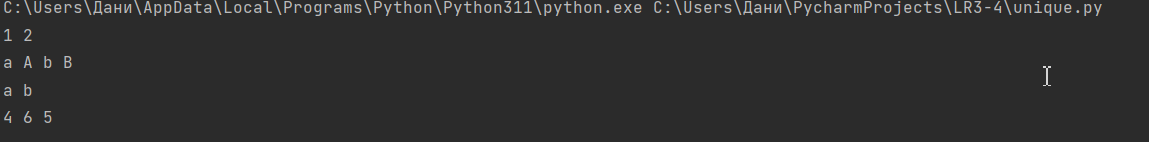 C:\Users\Дани\AppData\Local\Programs\Python\Python311\python.exe C:\Users\Дани\PycharmProjects\LR3-4\unique.py
1 2
a A b B
a b
4 6 5